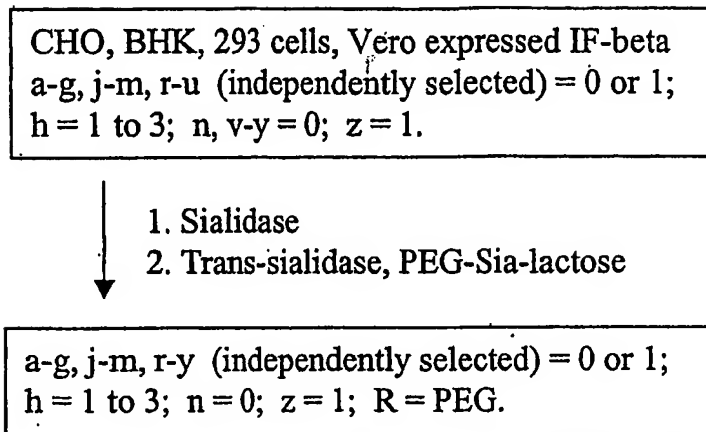 CHO, BHK, 293 cells, Vero expressed IF-beta
a-g, j-m, r-u (independently selected) = 0 or 1;
h = 1 to 3; n, v-y = 0; z = 1.
1. Sialidase
2. Trans-sialidase, PEG-Sia-lactose
a-g, j-m, r-y (independently selected) = 0 or 1;
h = 1 to 3; n = 0; z = 1; R = PEG.